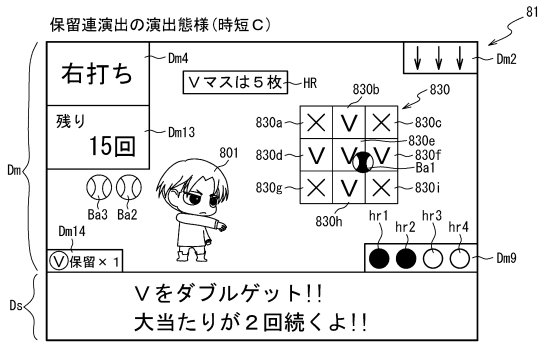 保留連演出の演出態様(時短C)
81
Dm
Ds
右打ち
Dm4
残り
15回
Dm13
Vマスは5枚
HR
↓ ↓ ↓
Dm2
830
830b
830a
× V ×
830c
830e
830d
V V V
830f
Ba1
830g
× V ×
830i
830h
801
Ba3 Ba2
Dm14
V保留×1
hr1 hr2 hr3 hr4
Dm9
Vをダブルゲット!!
大当たりが2回続くよ!!